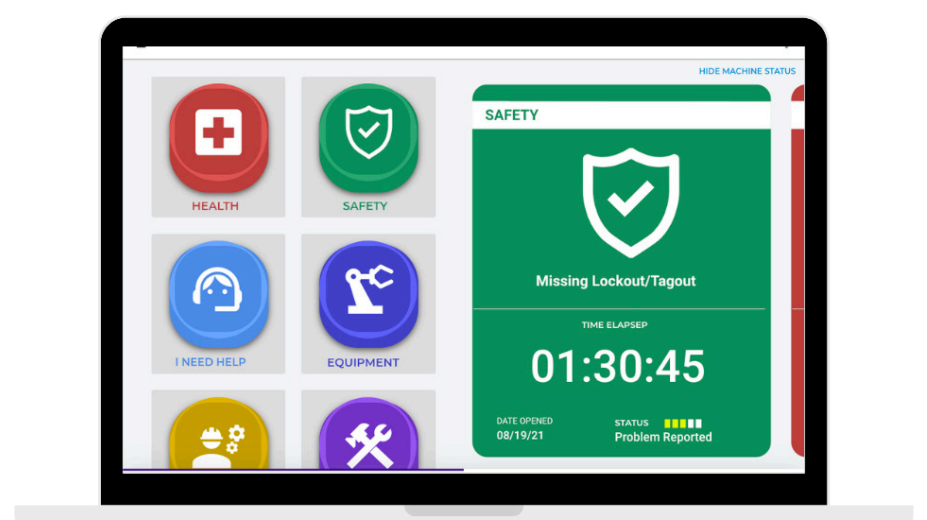 HIDE MACHINE STATUS
HEALTH
SAFETY
I NEED HELP
EQUIPMENT
SAFETY
Missing Lockout/Tagout
TIME ELAPSEP
01:30:45
DATE OPENED
08/19/21
STATUS
Problem Reported